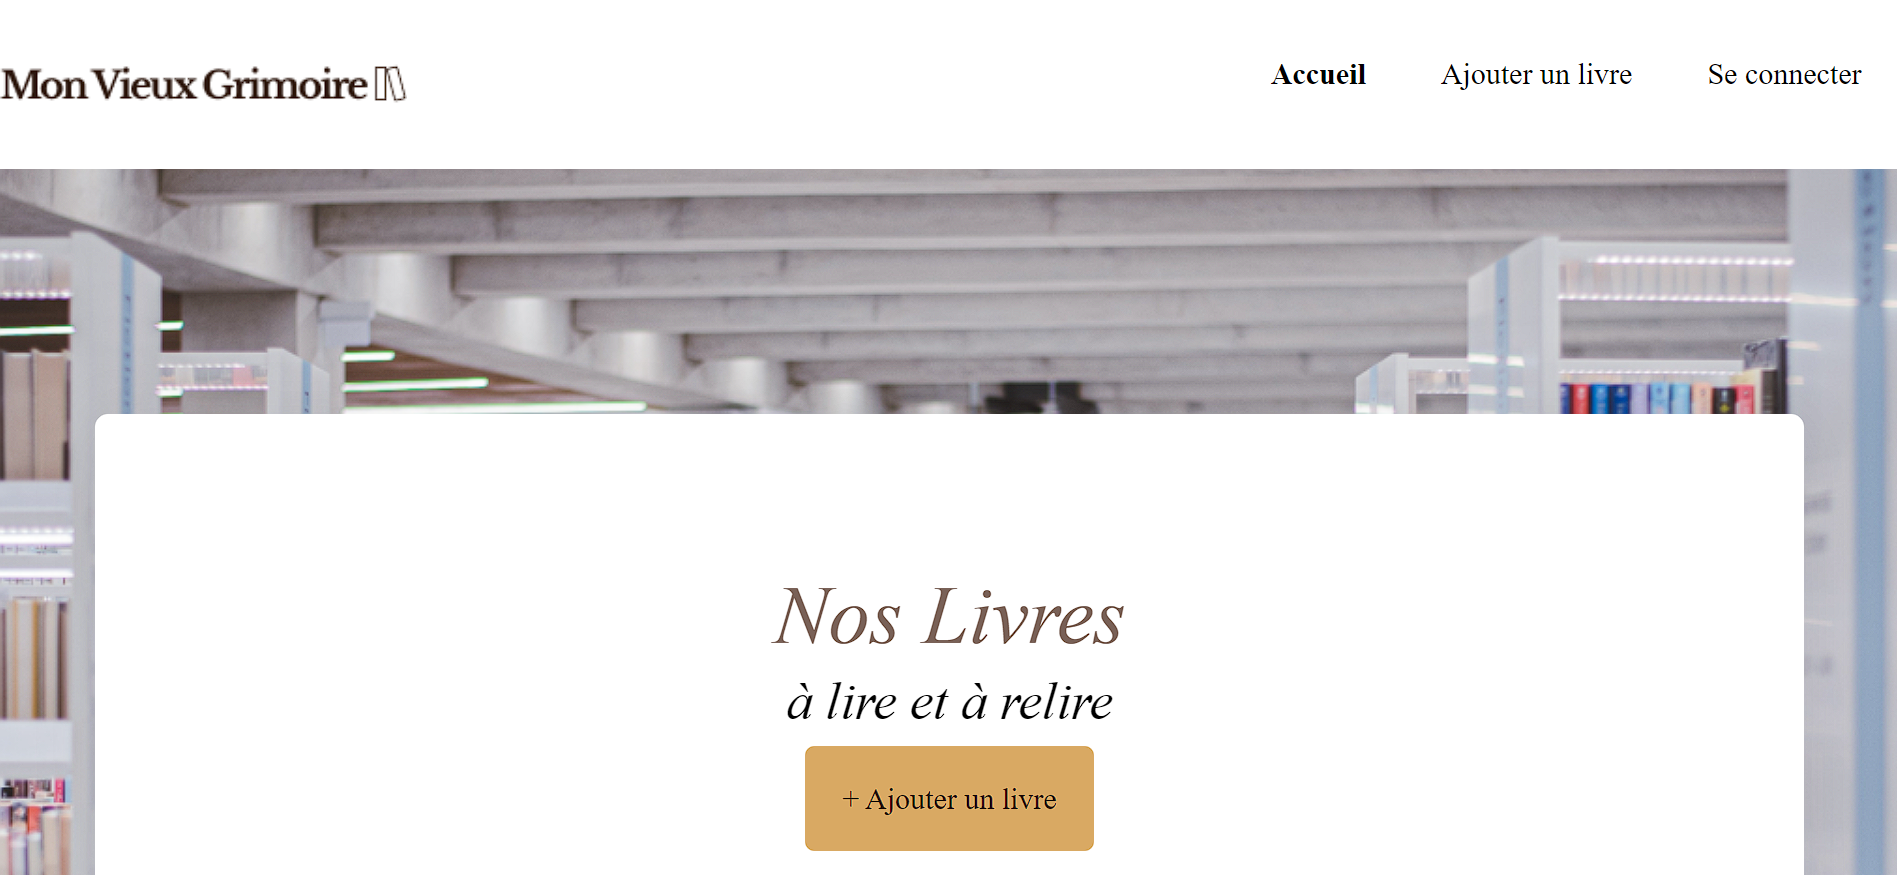 Mon Vieux Grimoire
Accueil
Ajouter un livre
Se connecter
Nos Livres
à lire et à relire
+ Ajouter un livre